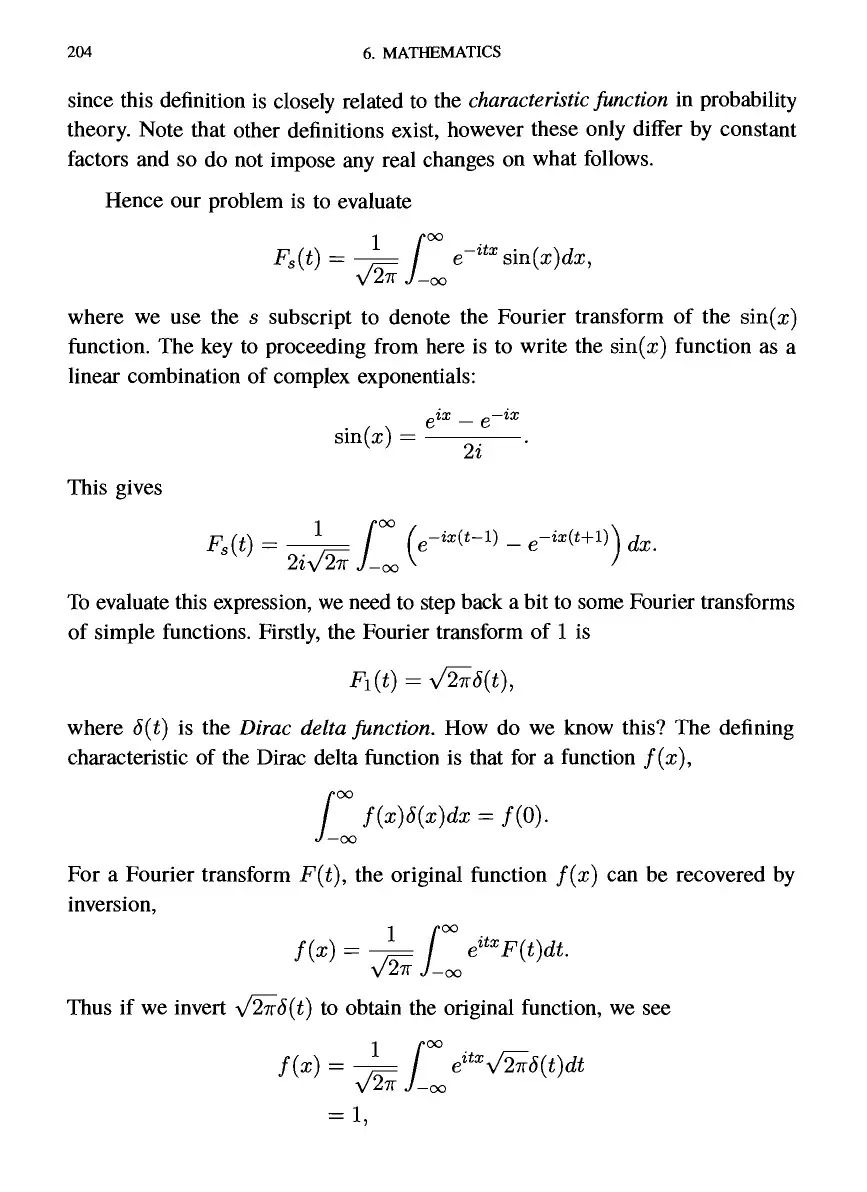 204 6. MATHEMATICS
since this definition is closely related to the characteristic function in probability
theory. Note that other definitions exist, however these only differ by constant
factors and so do not impose any real changes on what follows.
Hence our problem is to evaluate
F_s(t) = \frac{1}{\sqrt{2\pi}} \int_{-\infty}^{\infty} e^{-itx} \sin(x)dx,
where we use the s subscript to denote the Fourier transform of the sin(x)
function. The key to proceeding from here is to write the sin(x) function as a
linear combination of complex exponentials:
\sin(x) = \frac{e^{ix} - e^{-ix}}{2i}.
This gives
F_s(t) = \frac{1}{2i\sqrt{2\pi}} \int_{-\infty}^{\infty} \left(e^{-ix(t-1)} - e^{-ix(t+1)}\right) dx.
To evaluate this expression, we need to step back a bit to some Fourier transforms
of simple functions. Firstly, the Fourier transform of 1 is
F_1(t) = \sqrt{2\pi}\delta(t),
where δ(t) is the Dirac delta function. How do we know this? The defining
characteristic of the Dirac delta function is that for a function f(x),
\int_{-\infty}^{\infty} f(x)\delta(x)dx = f(0).
For a Fourier transform F(t), the original function f(x) can be recovered by
inversion,
f(x) = \frac{1}{\sqrt{2\pi}} \int_{-\infty}^{\infty} e^{itx} F(t)dt.
Thus if we invert √2πδ(t) to obtain the original function, we see
f(x) = \frac{1}{\sqrt{2\pi}} \int_{-\infty}^{\infty} e^{itx} \sqrt{2\pi}\delta(t)dt
= 1,